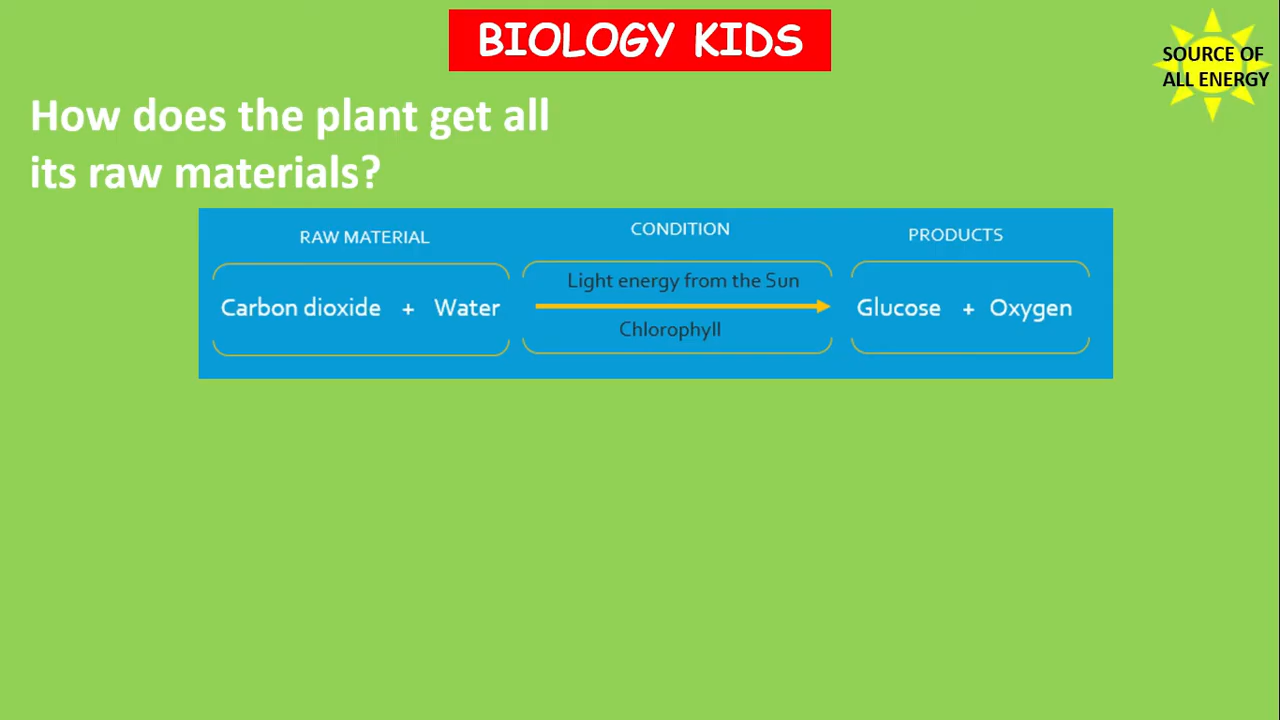 BIOLOGY KIDS
SOURCE OF
ALL ENERGY
How does the plant get all
its raw materials?
RAW MATERIAL
CONDITION
PRODUCTS
Carbon dioxide + Water
Light energy from the Sun
Chlorophyll
Glucose + Oxygen